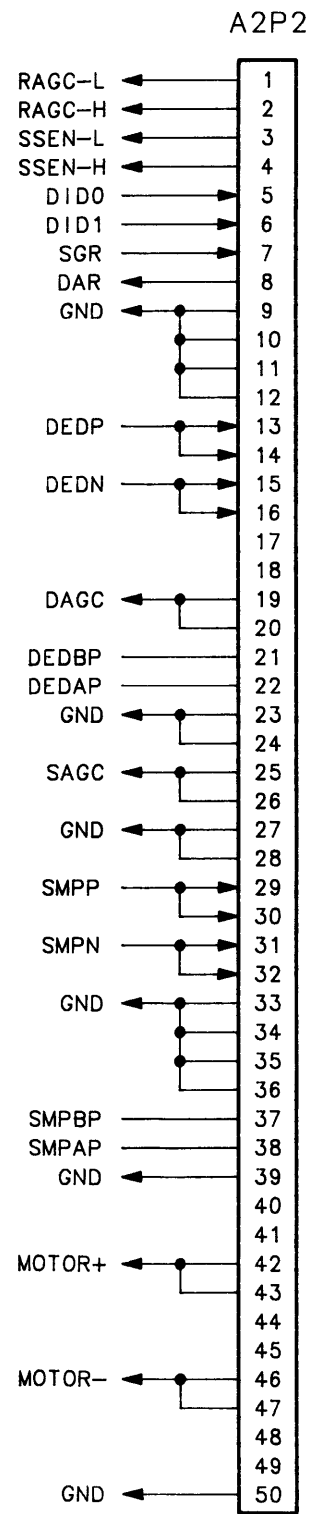 A2P2
RAGC-L 1
RAGC-H 2
SSEN-L 3
SSEN-H 4
DID0 5
DID1 6
SGR 7
DAR 8
GND 9
10
11
12
DEDP 13
14
DEDN 15
16
17
18
DAGC 19
20
DEDBP 21
DEDAP 22
GND 23
24
SAGC 25
26
GND 27
28
SMPP 29
30
SMPN 31
32
GND 33
34
35
36
SMPBP 37
SMPAP 38
GND 39
40
41
MOTOR+ 42
43
44
45
MOTOR- 46
47
48
49
GND 50